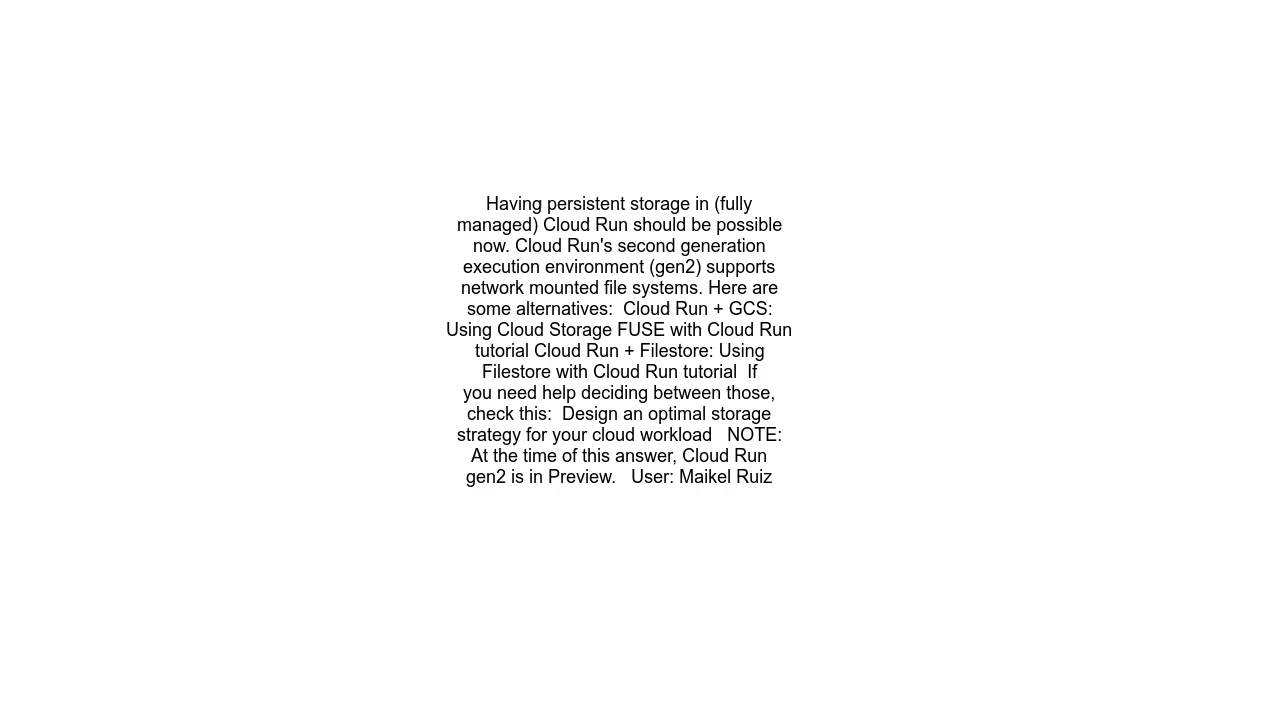 Having persistent storage in (fully
managed) Cloud Run should be possible
now. Cloud Run's second generation
execution environment (gen2) supports
network mounted file systems. Here are
some alternatives:  Cloud Run + GCS:
Using Cloud Storage FUSE with Cloud Run
tutorial Cloud Run + Filestore: Using
Filestore with Cloud Run tutorial  If
you need help deciding between those,
check this:  Design an optimal storage
strategy for your cloud workload   NOTE:
At the time of this answer, Cloud Run
gen2 is in Preview.   User: Maikel Ruiz